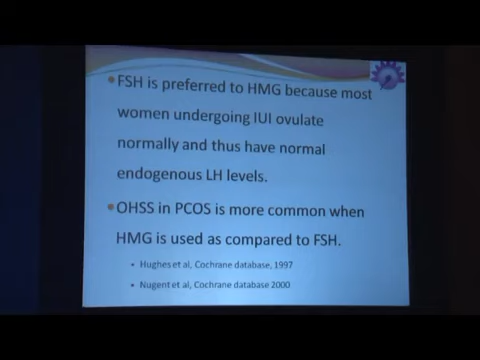 FSH is preferred to HMG because most
women undergoing IUI ovulate
normally and thus have normal
endogenous LH levels.
OHSS in PCOS is more common when
HMG is used as compared to FSH.
Hughes et al, Cochrane database, 1997
Nugent et al, Cochrane database 2000